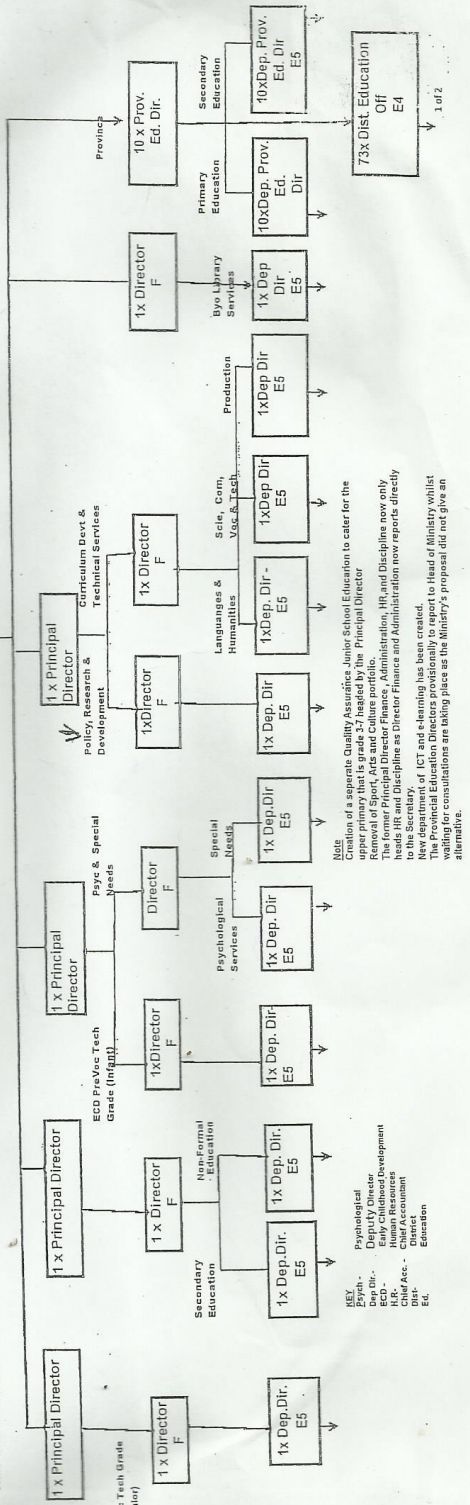 1 x Principal Director
: Tech Grade
1 x Director
F
1x Dep.Dir.
E5
1 x Principal Director
1 x Director
F
Secondary
Education
Non-Formal
Education
1x Dep.Dir.
E5
1x Dep. Dir.
E5
1 x Principal
Director
ECD PreVoc Tech
Grade (Infant)
Psyc & Special
Needs
1xDirector
F
Director
F
1x Dep. Dir-
E5
Psychological
Services
Special
Needs
1x Dep. Dir
E5
1x Dep.Dir
E5
1 x Principal
Director
Policy, Research &
Development
Curriculum Devt &
Technical Services
1xDirector
F
1x Director
F
1x Dep. Dir
E5
Languanges &
Humanities
Scie, Com,
Voc & Tech
Production
1xDep. Dir -
E5
1xDep Dir
E5
1xDep Dir
E5
1x Director
F
Byo Library
Services
1x Dep
Dir
E5
Province
10 x Prov.
Ed. Dir.
Primary
Education
Secondary
Education
10xDep. Prov.
Ed.
Dir
10xDep. Prov.
Ed. Dir
E5
73x Dist. Education
Off
E4
1 of 2
KEY
Psych - Psychological
Dep Dir.- Deputy Director
ECD - Early Childhood Development
H.R- Human Resources
Chief Acc. - Chief Accountant
Dist- District
Ed. Education
Note
Creation of a seperate Quality Assurance Junior School Education to cater for the
upper primary that is grade 3-7 headed by the Principal Director
Removal of Sport, Arts and Culture portfolio.
The former Principal Director Finance, Administration, HR,and Discipline now only
heads HR and Discipline as Director Finance and Administration now reports directly
to the Secretary.
New department of ICT and e-learning has been created.
The Provincial Education Directors provisionally to report to Head of Ministry whilst
waiting for consultations are taking place as the Ministry's proposal did not give an
alternative.